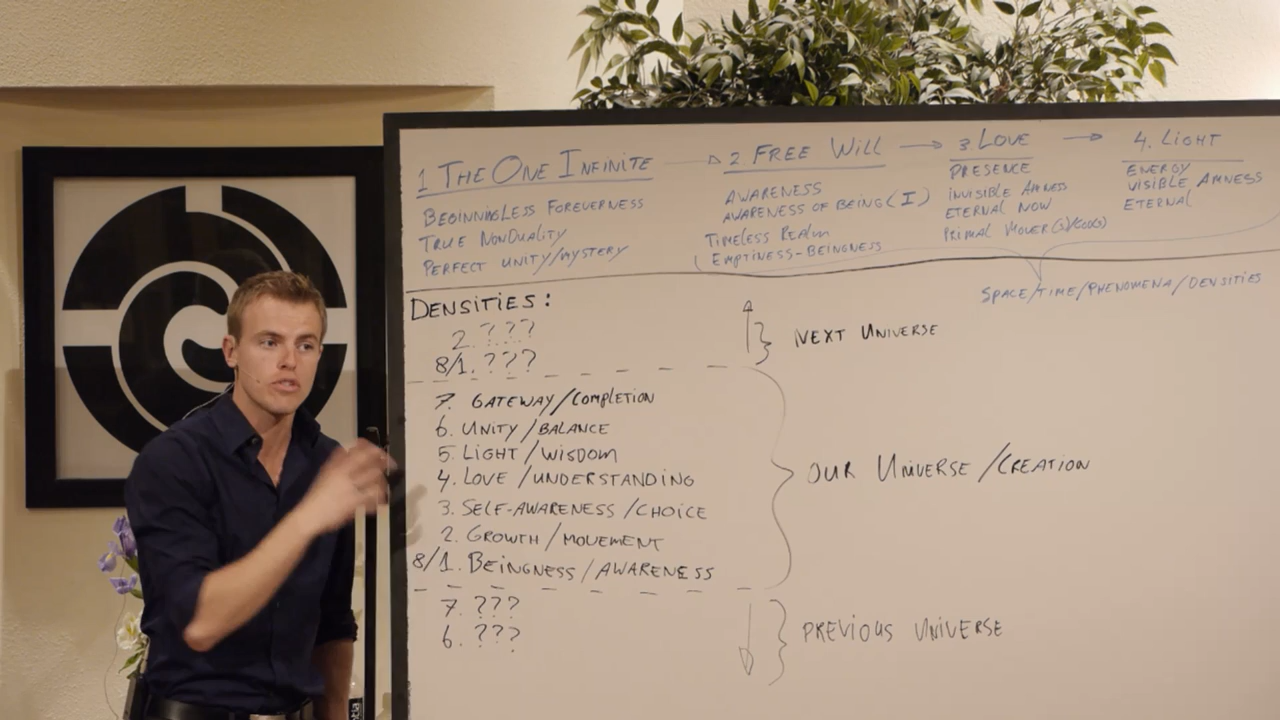 1 THE ONE INFINITE → 2. FREE WILL → 3 LOVE → 4. LIGHT
BEGINNINGLESS FOREVERNESS
TRUE NONDUALITY
PERFECT UNITY/MYSTERY
AWARENESS
AWARENESS OF BEING (I)
TIMELESS REALM
EMPTINESS-BEINGNESS
PRESENCE
INVISIBLE AMNESS
ETERNAL NOW
PRIMAL MOVER(S)/GOD(S)
ENERGY
VISIBLE AMNESS
ETERNAL
SPACE/TIME/PHENOMENA/DENSITIES
DENSITIES:
2. ???
8/1. ???
NEXT UNIVERSE
7. GATEWAY/COMPLETION
6. UNITY/BALANCE
5. LIGHT/WISDOM
4. LOVE/UNDERSTANDING
3. SELF-AWARENESS/CHOICE
2. GROWTH/MOVEMENT
8/1. BEINGNESS/AWARENESS
OUR UNIVERSE/CREATION
7. ???
6. ???
PREVIOUS UNIVERSE